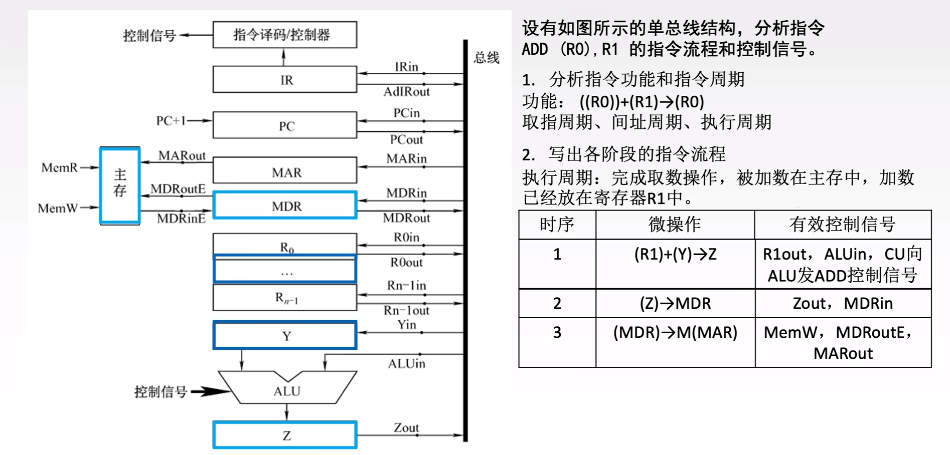 控制信号
指令译码/控制器
总线
IRin
IR
AdIRout
PCin
PC+1
PC
PCout
MARout
MARin
MemR
MAR
主存
MDRoutE
MDRin
MDR
MemW
MDRinE
MDRout
R0in
R0
R0out
…
Rn-1in
Rn-1
Rn-1out
Yin
Y
ALUin
控制信号
ALU
Z
Zout
设有如图所示的单总线结构，分析指令
ADD (R0),R1 的指令流程和控制信号。
1. 分析指令功能和指令周期
功能： ((R0))+(R1)→(R0)
取指周期、间址周期、执行周期
2. 写出各阶段的指令流程
执行周期：完成取数操作，被加数在主存中，加数
已经放在寄存器R1中。
时序 微操作 有效控制信号
1 (R1)+(Y)→Z R1out，ALUin，CU向
ALU发ADD控制信号
2 (Z)→MDR Zout，MDRin
3 (MDR)→M(MAR) MemW，MDRoutE，
MARout